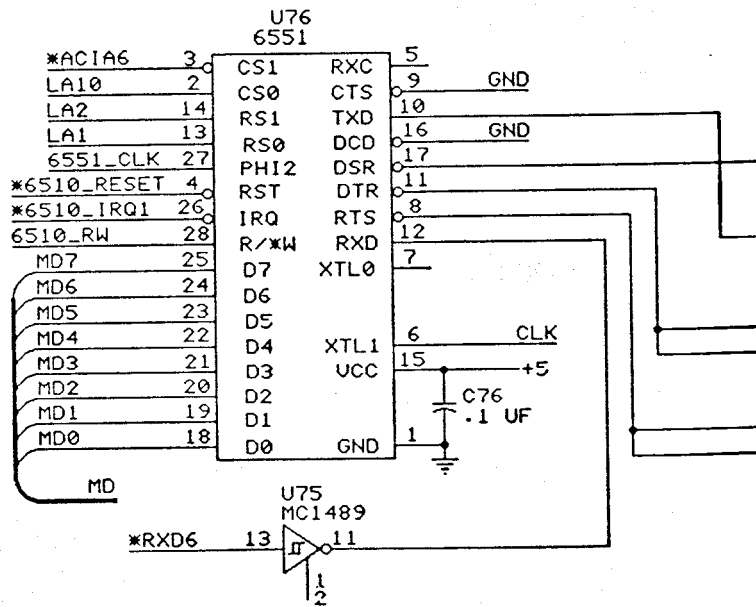 U76
6551
*ACIA6 3 CS1 RXC 5
LA10 2 CS0 CTS 9 GND
LA2 14 RS1 TXD 10
LA1 13 RS0 DCD 16 GND
6551_CLK 27 PHI2 DSR 17
*6510_RESET 4 RST DTR 11
*6510_IRQ1 26 IRQ RTS 8
6510_RW 28 R/*W RXD 12
MD7 25 D7 XTL0 7
MD6 24 D6
MD5 23 D5
MD4 22 D4 XTL1 6 CLK
MD3 21 D3 VCC 15 +5
MD2 20 D2 C76
MD1 19 D1 .1 UF
MD0 18 D0 GND 1
MD
U75
MC1489
*RXD6 13 11
1
2